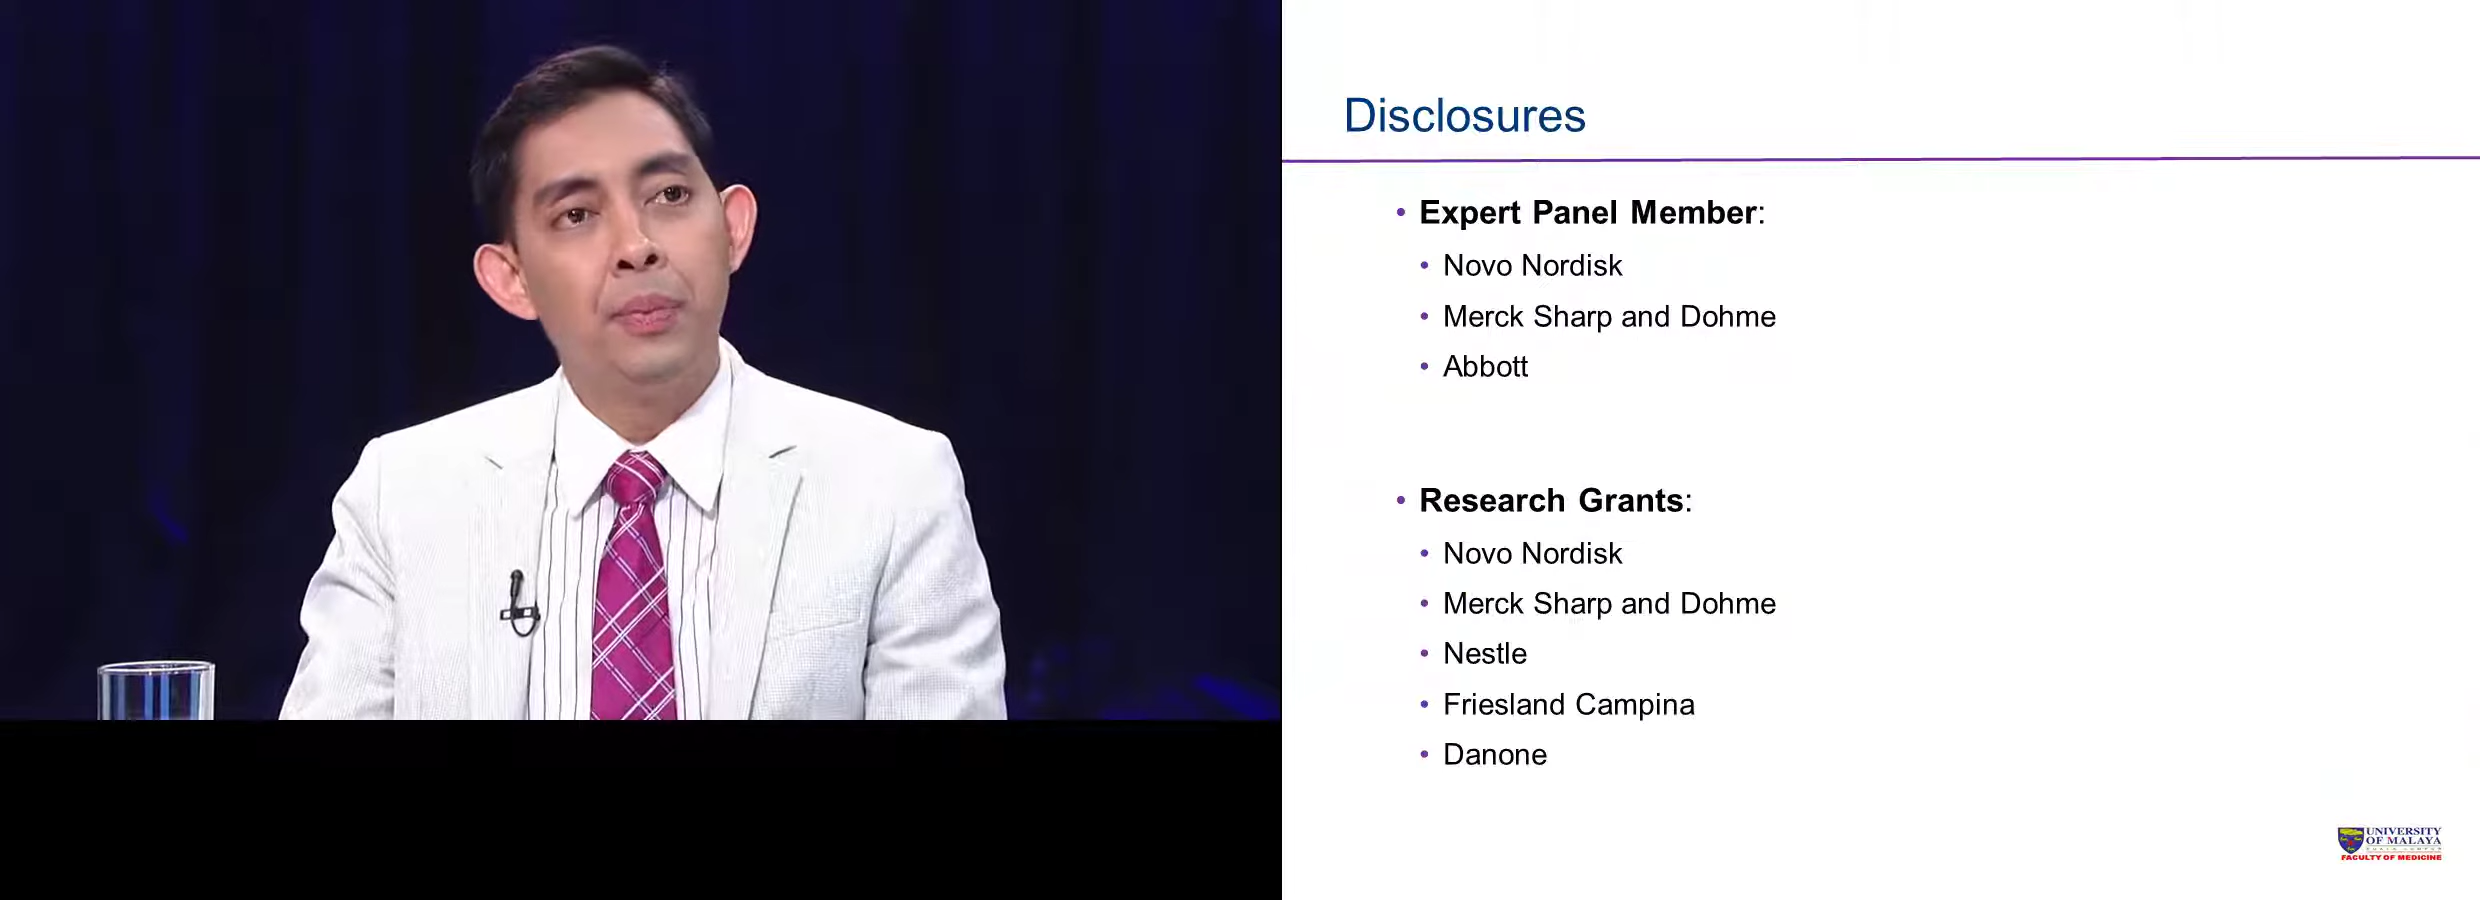 Disclosures
• Expert Panel Member:
• Novo Nordisk
• Merck Sharp and Dohme
• Abbott
• Research Grants:
• Novo Nordisk
• Merck Sharp and Dohme
• Nestle
• Friesland Campina
• Danone
UNIVERSITY
OF MALAYA
FACULTY OF MEDICINE